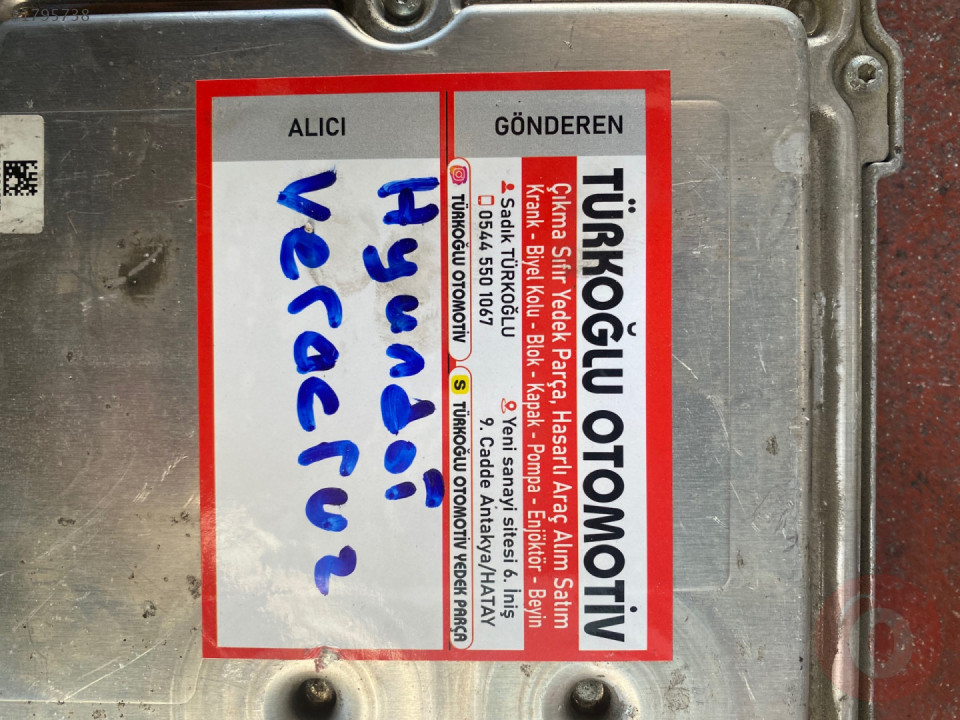 795738
ALICI
GÖNDEREN
TÜRKOĞLU OTOMOTİV
Çıkma Sıfır Yedek Parça, Hasarlı Araç Alım Satım
Krank - Biyel Kolu - Blok - Kapak - Pompa - Enjöktör - Beyin
Sadık TÜRKOĞLU
0544 550 1067
Yeni sanayi sitesi 6. İniş
9. Cadde Antakya/HATAY
TÜRKOĞLU OTOMOTİV
S TÜRKOĞLU OTOMOTİV YEDEK PARÇA
Hyundai
Veracruz